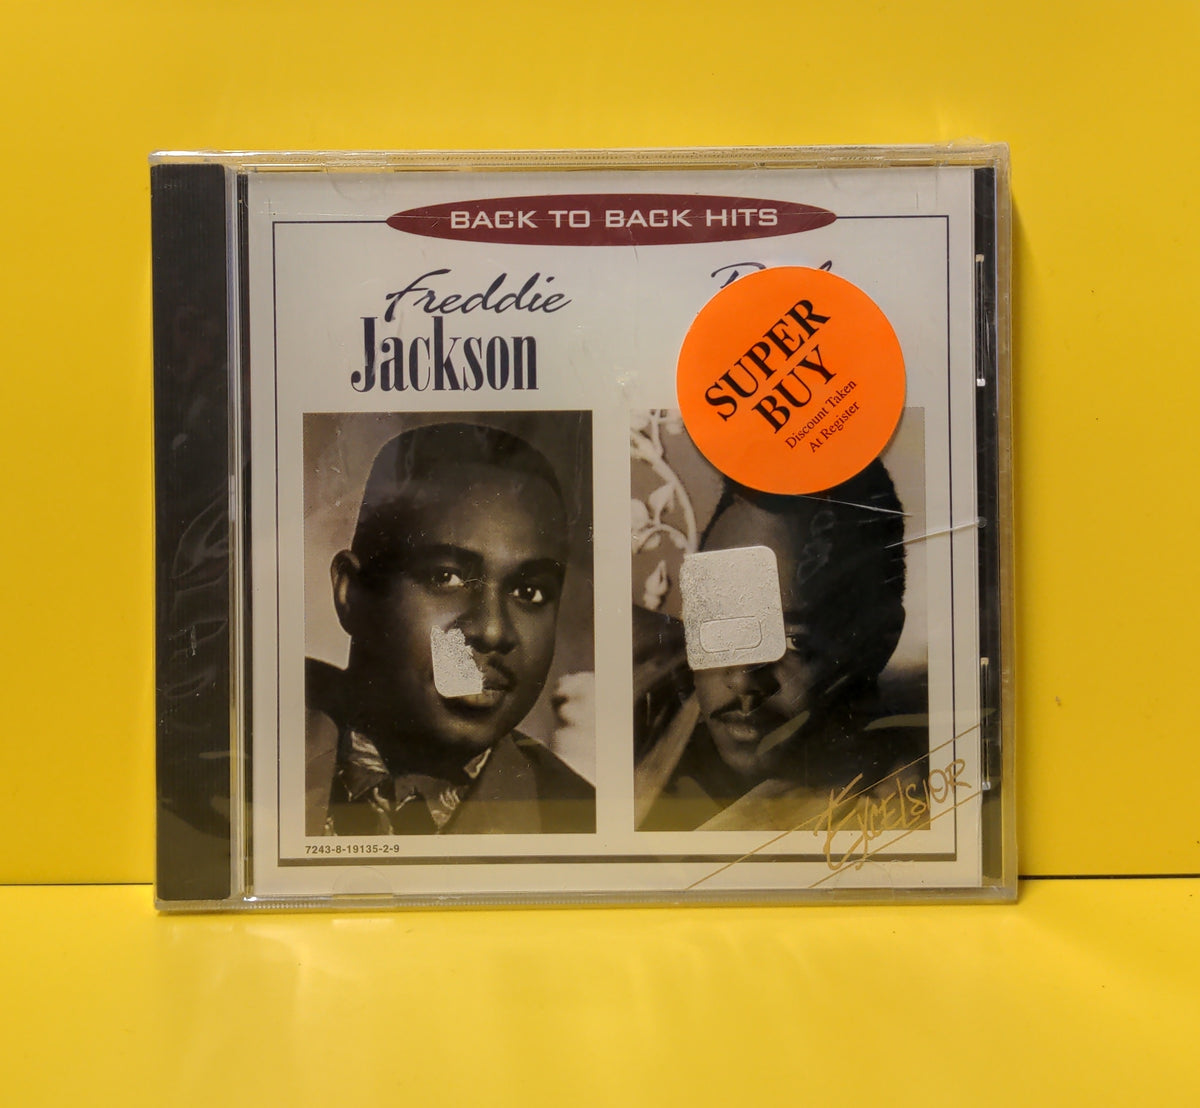 BACK TO BACK HITS
Freddie
Jackson
SUPER
BUY
Discount Taken
At Register
EXCELSIOR
7243-8-19135-2-9